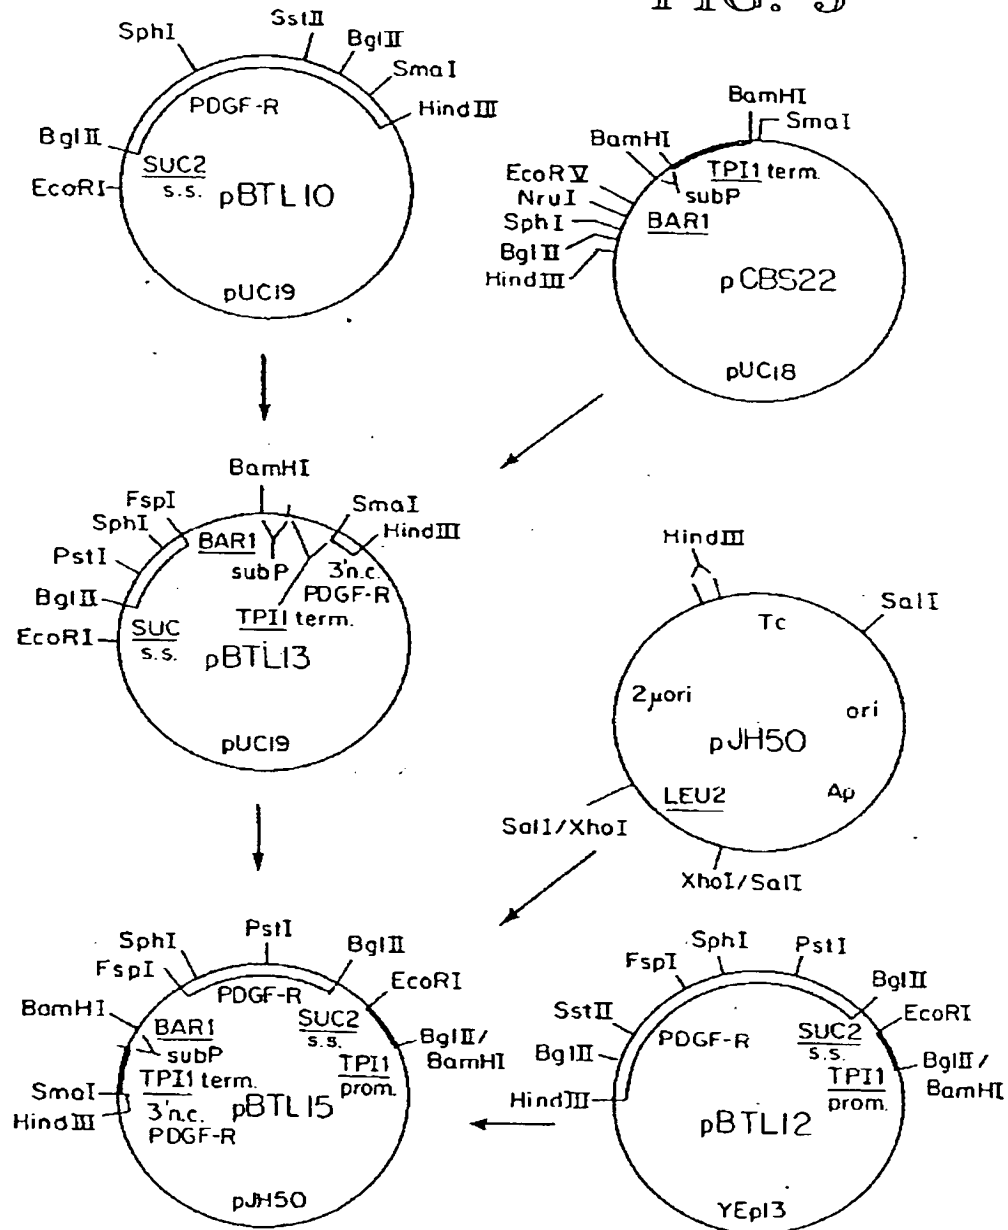 FIG. 5
SphI
SstII
BglII
SmaI
HindIII
PDGF-R
BglII
EcoRI
SUC2
s.s.
pBTL10
pUC19
BamHI
SmaI
BamHI
EcoRV
NruI
SphI
BglII
HindIII
TPI1 term.
subP
BAR1
pCBS22
pUC18
BamHI
FspI
SphI
PstI
BglII
EcoRI
SmaI
HindIII
BAR1
subP
3'n.c.
PDGF-R
TPI1 term.
SUC
s.s.
pBTL13
pUC19
HindIII
SalI
Tc
2μori
ori
pJH50
LEU2
Ap
SalI/XhoI
XhoI/SalI
PstI
SphI
FspI
BglII
EcoRI
BamHI
PDGF-R
BAR1
subP
SUC2
s.s.
BglII/
BamHI
TPI1
prom.
SmaI
HindIII
TPI1 term.
3'n.c.
PDGF-R
pBTL15
pJH50
SphI
PstI
FspI
BglII
SstII
EcoRI
PDGF-R
SUC2
s.s.
BglII
BglII/
BamHI
TPI1
prom.
HindIII
pBTL12
YEp13